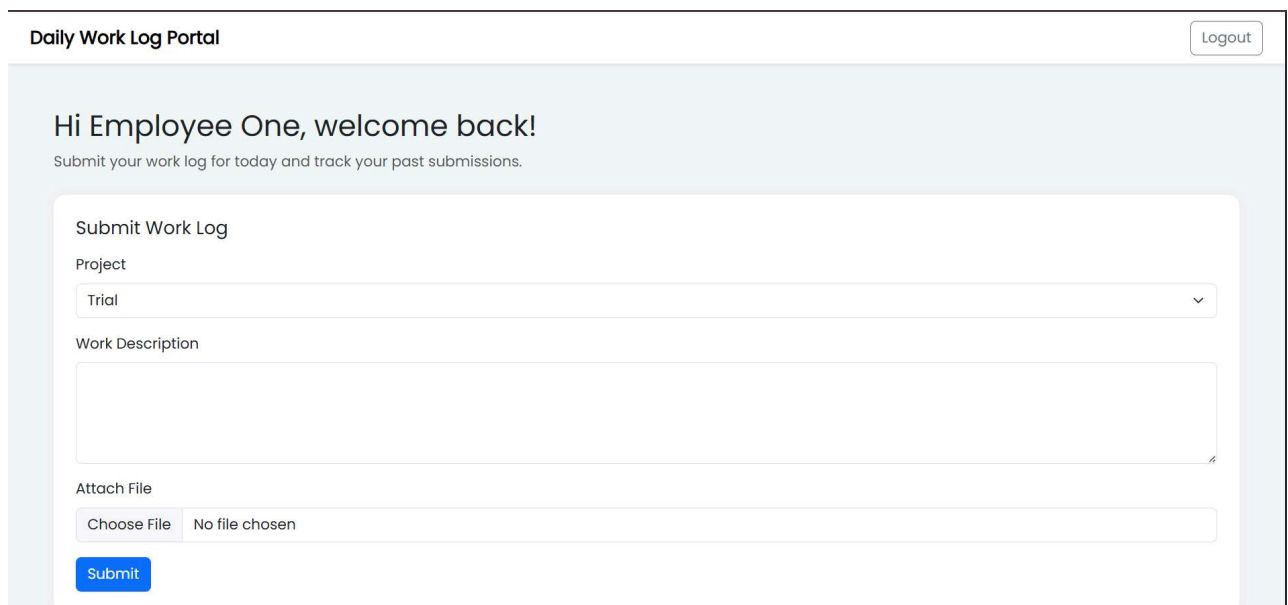 Daily Work Log Portal
Logout
Hi Employee One, welcome back!
Submit your work log for today and track your past submissions.
Submit Work Log
Project
Trial
Work Description
Attach File
Choose File No file chosen
Submit